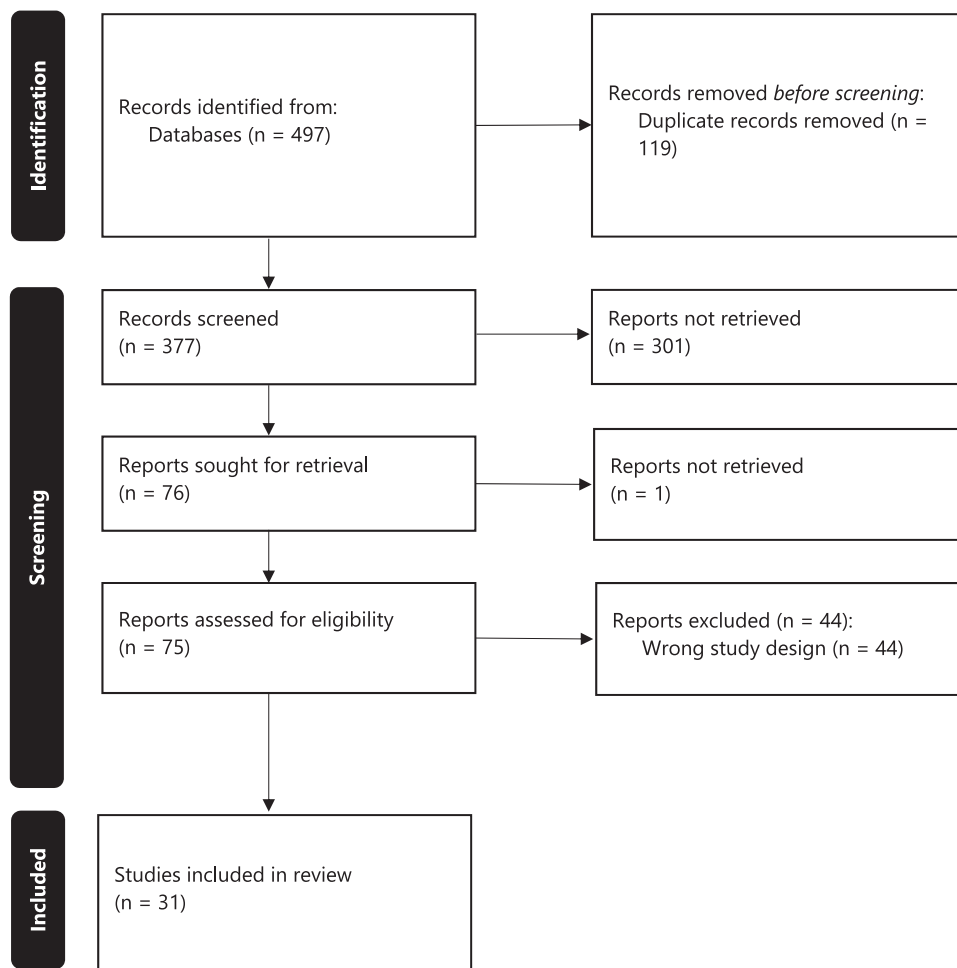 Identification
Records identified from:
Databases (n = 497)
Records removed before screening:
Duplicate records removed (n =
119)
Screening
Records screened
(n = 377)
Reports not retrieved
(n = 301)
Reports sought for retrieval
(n = 76)
Reports not retrieved
(n = 1)
Reports assessed for eligibility
(n = 75)
Reports excluded (n = 44):
Wrong study design (n = 44)
Included
Studies included in review
(n = 31)